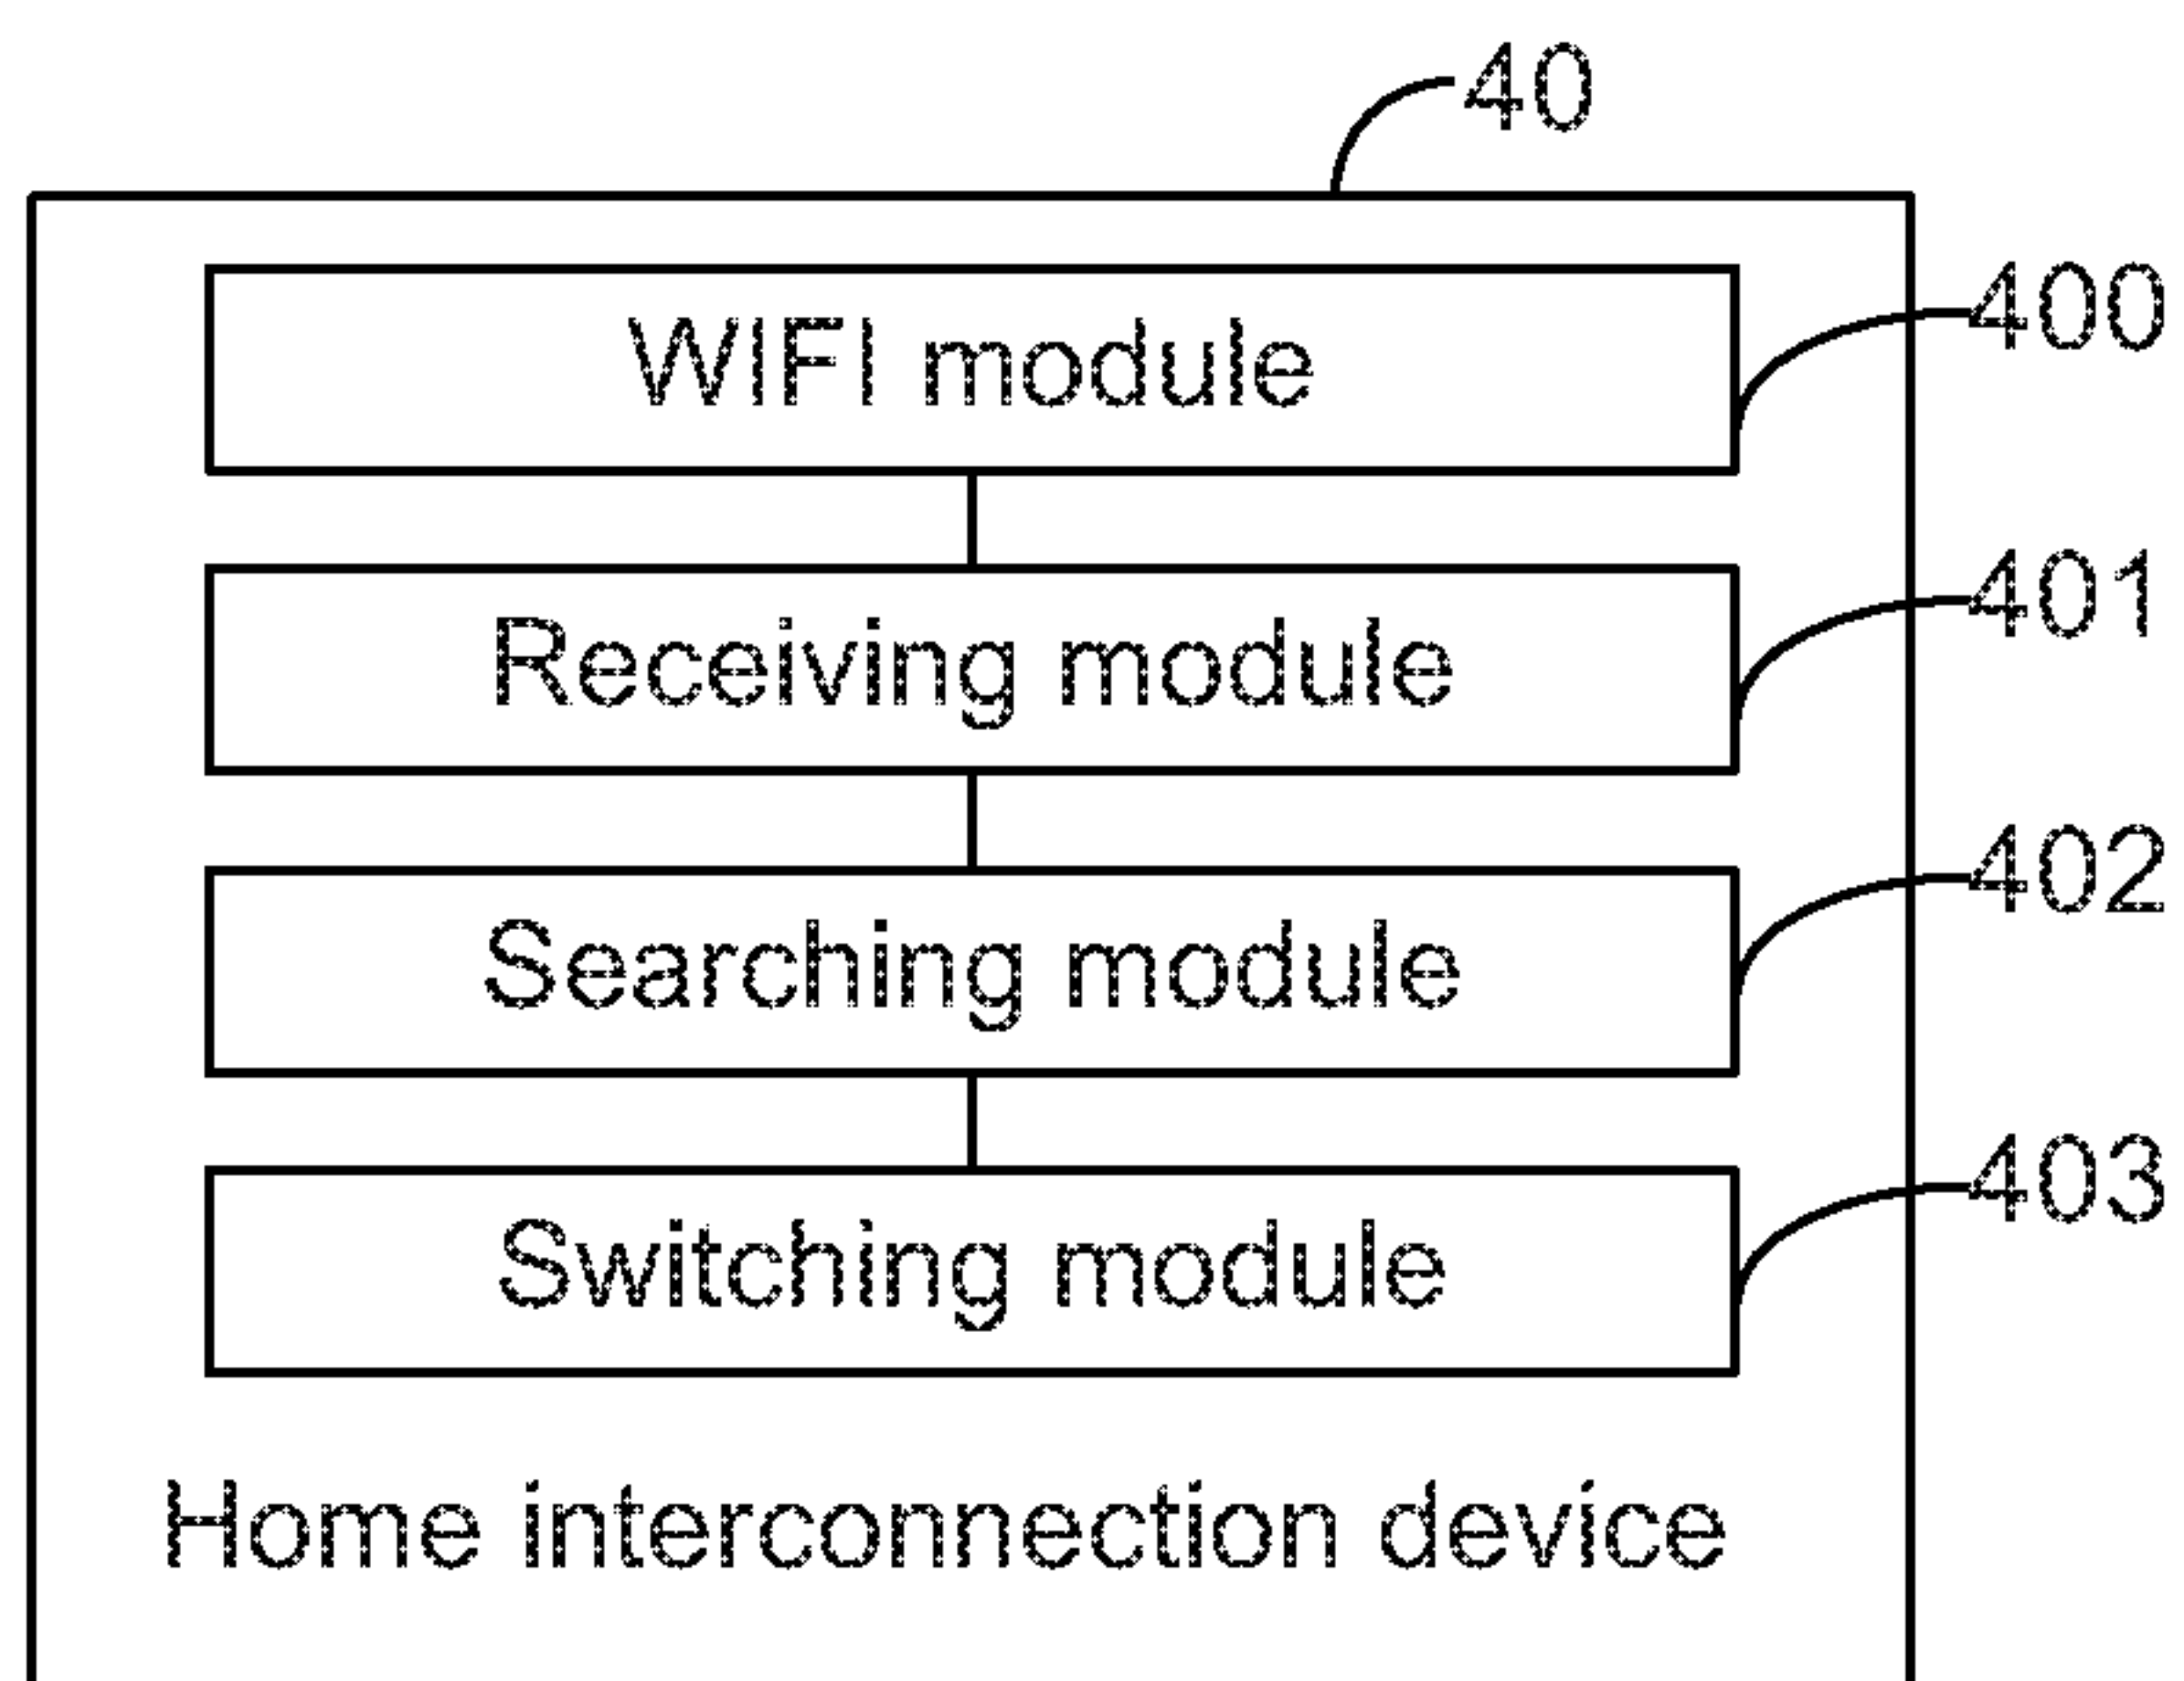 40
WIFI module
400
Receiving module
401
Searching module
402
Switching module
403
Home interconnection device